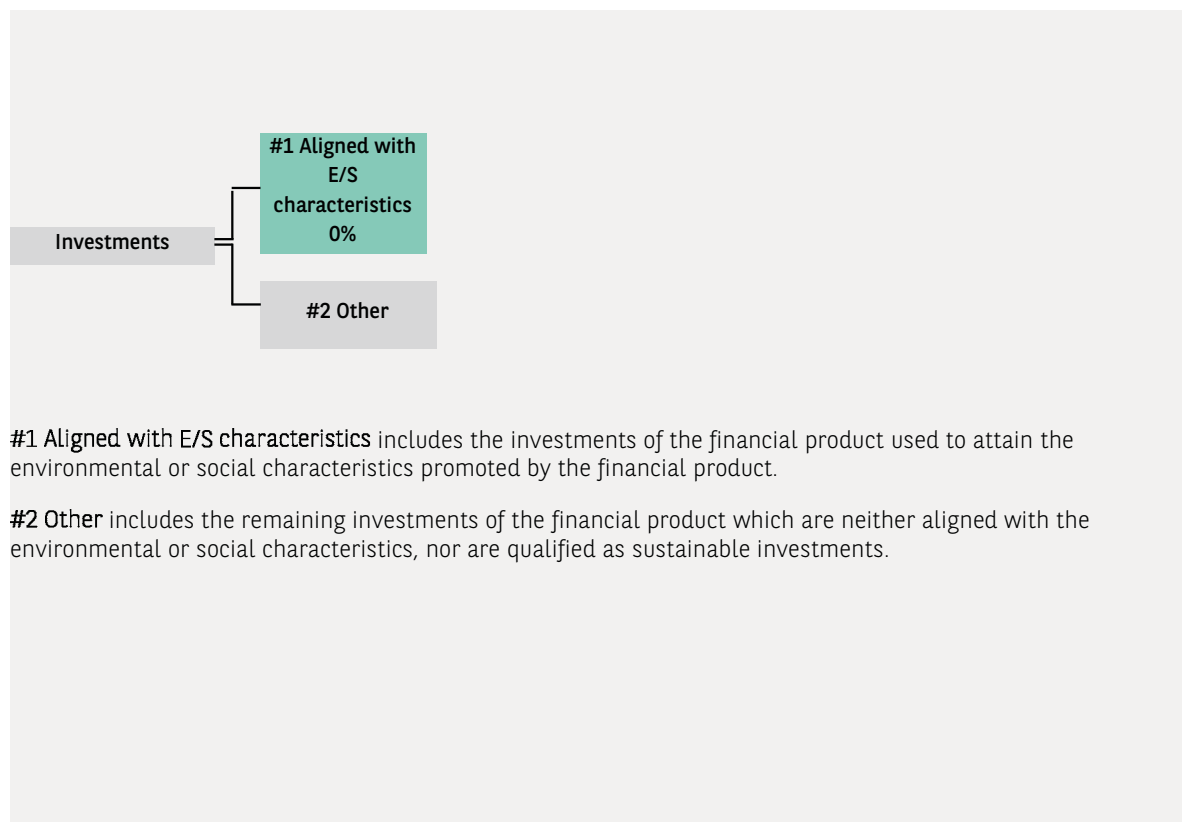 #1 Aligned with
E/S
characteristics
0%
Investments
#2 Other
#1 Aligned with E/S characteristics includes the investments of the financial product used to attain the
environmental or social characteristics promoted by the financial product.
#2 Other includes the remaining investments of the financial product which are neither aligned with the
environmental or social characteristics, nor are qualified as sustainable investments.